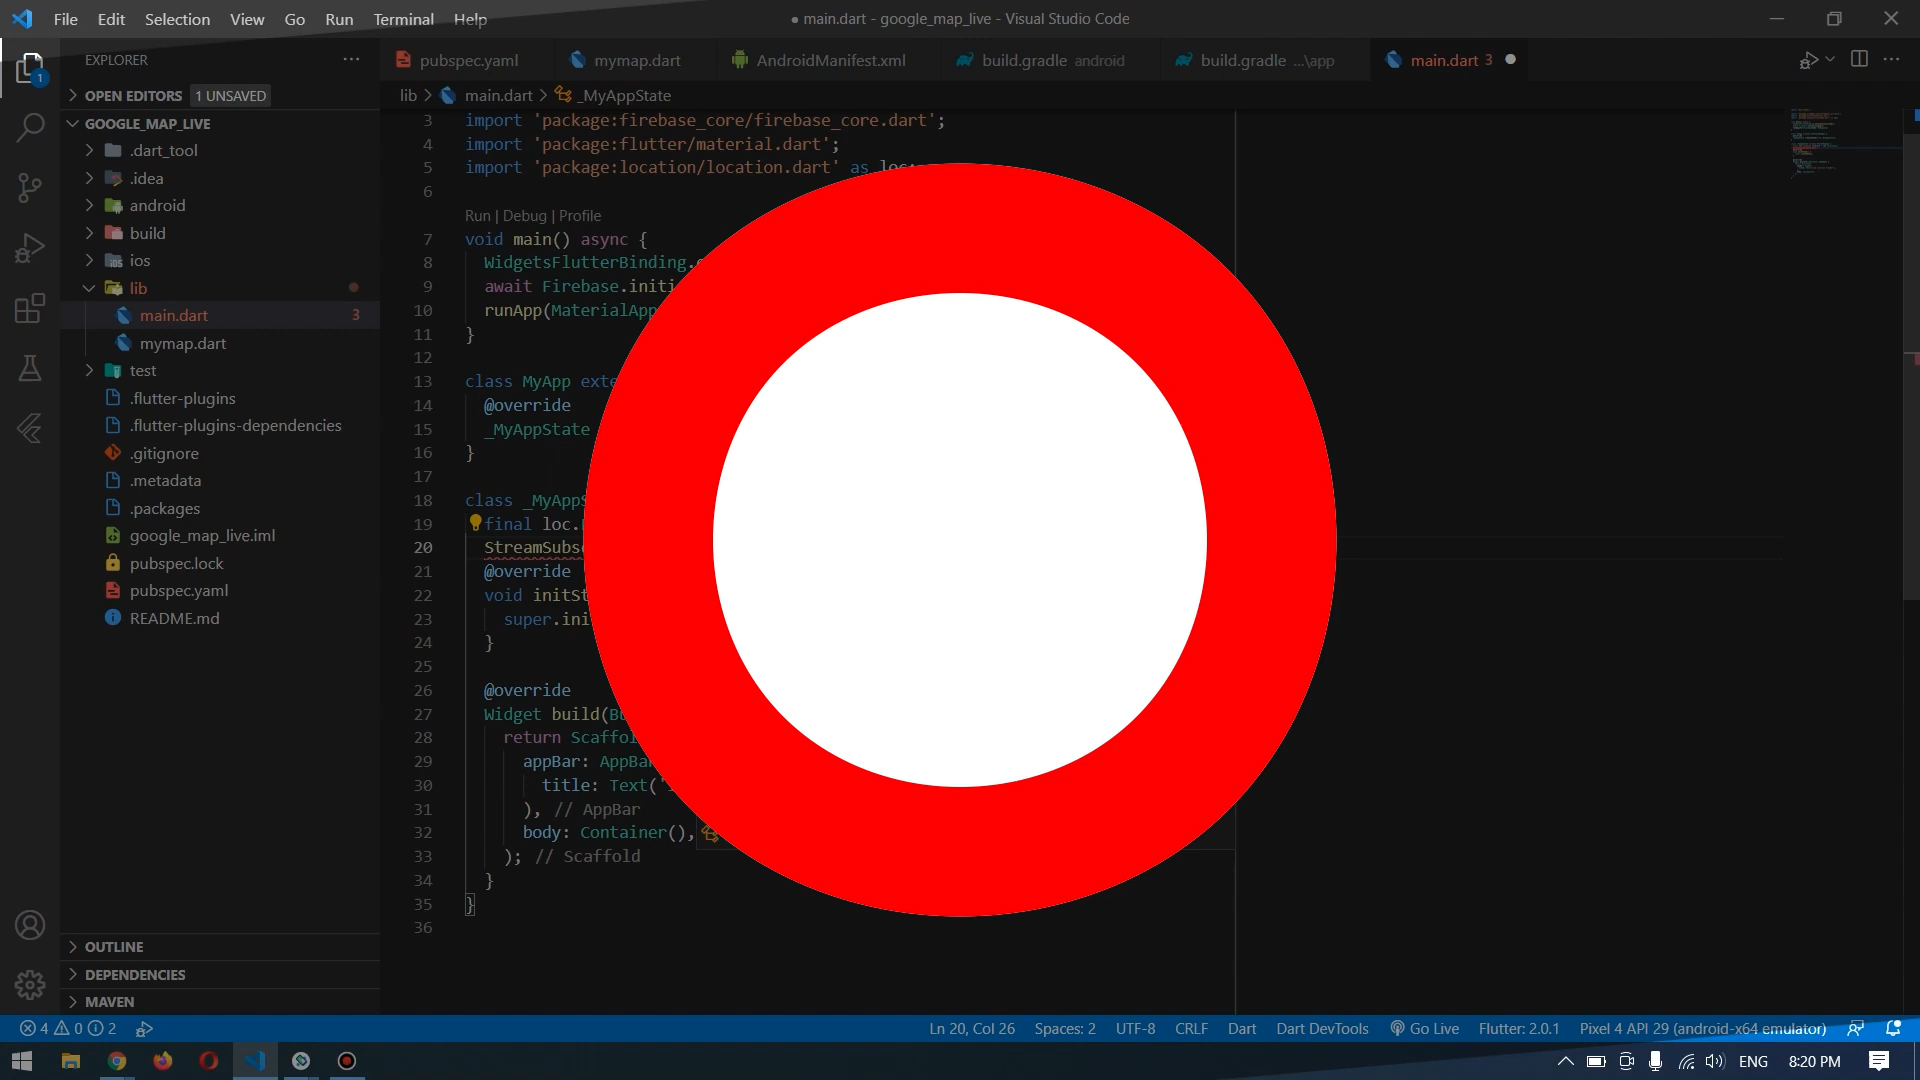 File Edit Selection View Go Run Terminal Help
● main.dart - google_map_live - Visual Studio Code
EXPLORER
pubspec.yaml
mymap.dart
AndroidManifest.xml
build.gradle android
build.gradle ...\app
main.dart 3
OPEN EDITORS 1 UNSAVED
lib > main.dart > _MyAppState
GOOGLE_MAP_LIVE
.dart_tool
.idea
android
build
ios
lib
main.dart 3
mymap.dart
test
.flutter-plugins
.flutter-plugins-dependencies
.gitignore
.metadata
.packages
google_map_live.iml
pubspec.lock
pubspec.yaml
README.md
OUTLINE
DEPENDENCIES
MAVEN
3 import 'package:firebase_core/firebase_core.dart';
4 import 'package:flutter/material.dart';
5 import 'package:location/location.dart' as loc;
6
Run | Debug | Profile
7 void main() async {
8 WidgetsFlutterBinding.
9 await Firebase.initi
10 runApp(MaterialApp
11 }
12
13 class MyApp exte
14 @override
15 _MyAppState
16 }
17
18 class _MyAppS
19 final loc.
20 StreamSubs
21 @override
22 void initSt
23 super.ini
24 }
25
26 @override
27 Widget build(Bu
28 return Scaffol
29 appBar: AppBar
30 title: Text('
31 ), // AppBar
32 body: Container(),
33 ); // Scaffold
34 }
35 }
36
4 0 2
Ln 20, Col 26 Spaces: 2 UTF-8 CRLF Dart Dart DevTools Go Live Flutter: 2.0.1 Pixel 4 API 29 (android-x64 emulator)
ENG 8:20 PM